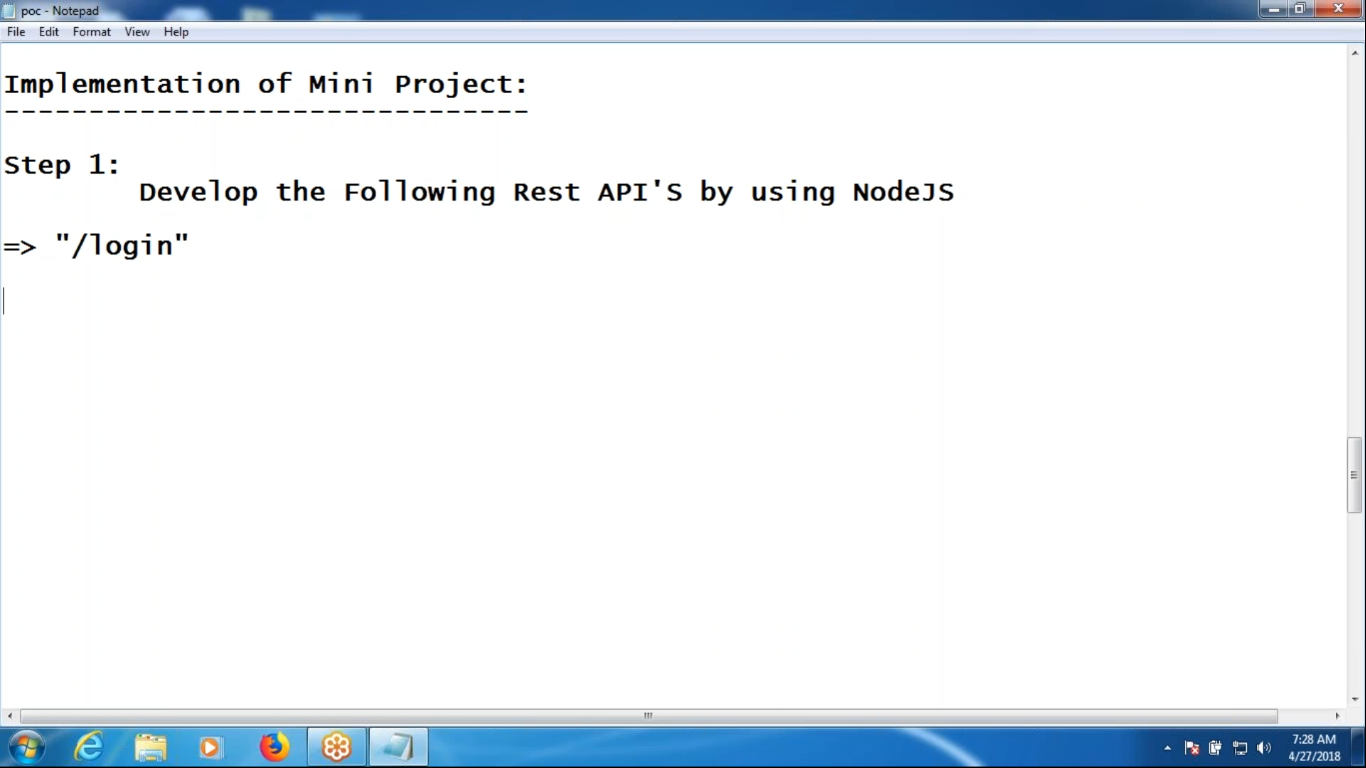 poc - Notepad
File Edit Format View Help
Implementation of Mini Project:
-------------------------------
Step 1:
Develop the Following Rest API'S by using NodeJS
=> "/login"
7:28 AM
4/27/2018